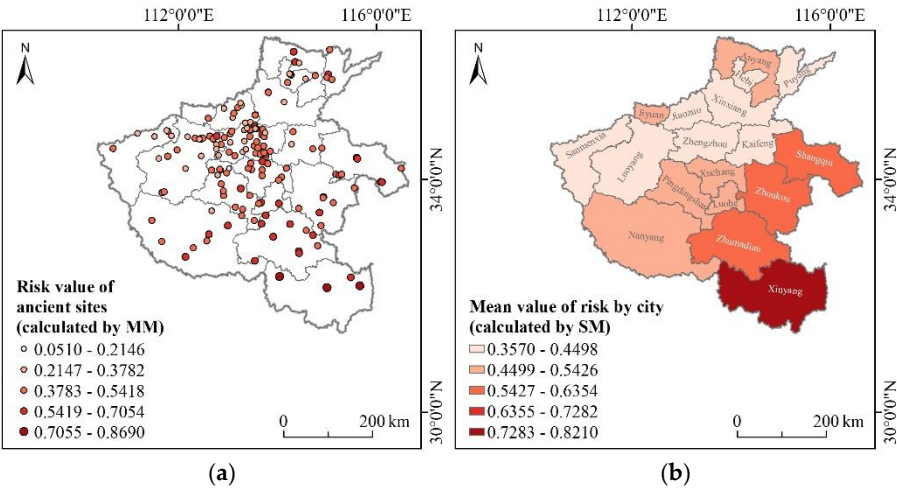 112°0'0"E
116°0'0"E
112°0'0"E
116°0'0"E
N
N
Anyang
Hebi
Puyang
Jiyuan
Jiaozuo
Xinxiang
Sanmenxia
Luoyang
Zhengzhou
Kaifeng
Shangqiu
Xuchang
Pingdingshan
Luohe
Zhoukou
Nanyang
Zhumadian
Xinyang
34°0'0"N
34°0'0"N
30°0'0"N
30°0'0"N
Risk value of
ancient sites
(calculated by MM)
0.0510 - 0.2146
0.2147 - 0.3782
0.3783 - 0.5418
0.5419 - 0.7054
0.7055 - 0.8690
0 200 km
Mean value of risk by city
(calculated by SM)
0.3570 - 0.4498
0.4499 - 0.5426
0.5427 - 0.6354
0.6355 - 0.7282
0.7283 - 0.8210
0 200 km
(a)
(b)